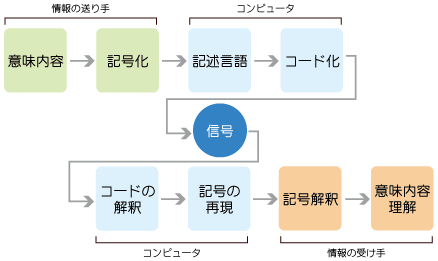 情報の送り手
コンピュータ
意味内容
記号化
記述言語
コード化
信号
コードの
解釈
記号の
再現
記号解釈
意味内容
理解
コンピュータ
情報の受け手